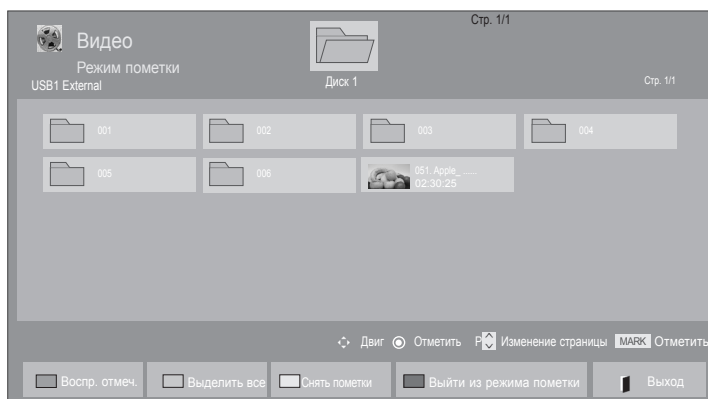 Стр. 1/1
Видео
Режим пометки
USB1 External
Диск 1
Стр. 1/1
001
002
003
004
005
006
051. Apple_ ......
02:30:25
Двиг
Отметить
P
Изменение страницы
MARK
Отметить
Воспр. отмеч.
Выделить все
Снять пометки
Выйти из режима пометки
Выход